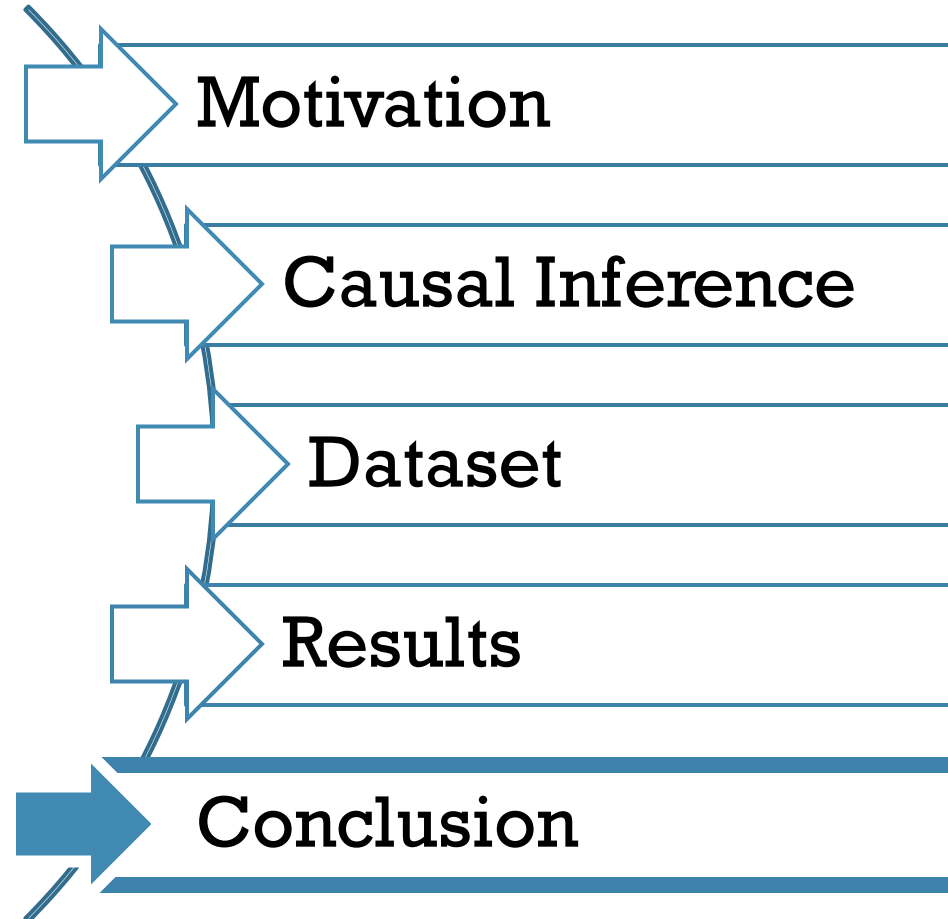 Motivation
Causal Inference
Dataset
Results
Conclusion